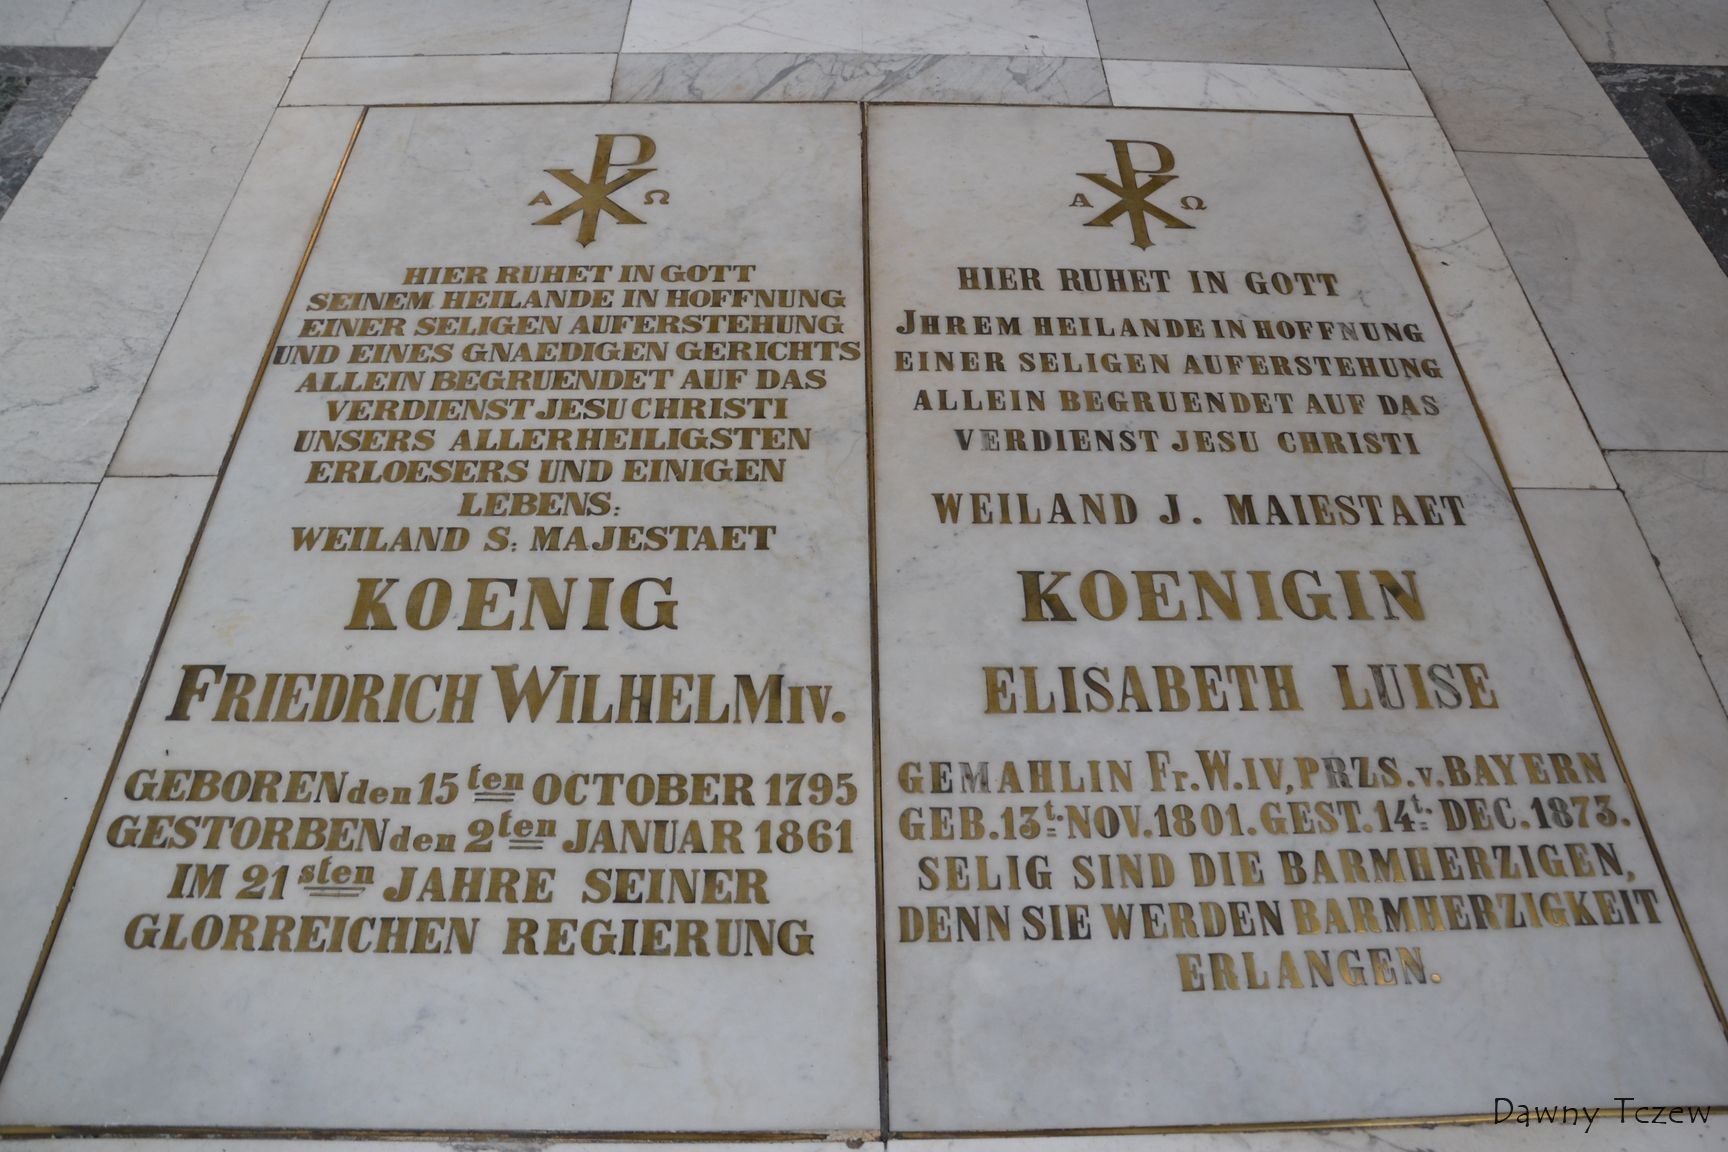 Α Ω
HIER RUHET IN GOTT
SEINEM HEILANDE IN HOFFNUNG
EINER SELIGEN AUFERSTEHUNG
UND EINES GNAEDIGEN GERICHTS
ALLEIN BEGRUENDET AUF DAS
VERDIENST JESU CHRISTI
UNSERS ALLERHEILIGSTEN
ERLOESERS UND EINIGEN
LEBENS:
WEILAND S: MAJESTAET
KOENIG
FRIEDRICH WILHELM IV.
GEBOREN den 15ten OCTOBER 1795
GESTORBEN den 2ten JANUAR 1861
IM 21sten JAHRE SEINER
GLORREICHEN REGIERUNG
Α Ω
HIER RUHET IN GOTT
JHREM HEILANDE IN HOFFNUNG
EINER SELIGEN AUFERSTEHUNG
ALLEIN BEGRUENDET AUF DAS
VERDIENST JESU CHRISTI
WEILAND J. MAIESTAET
KOENIGIN
ELISABETH LUISE
GEMAHLIN Fr. W. IV, PRZS. v. BAYERN
GEB. 13t. NOV. 1801. GEST. 14t. DEC. 1873.
SELIG SIND DIE BARMHERZIGEN,
DENN SIE WERDEN BARMHERZIGKEIT
ERLANGEN.
Dawny Tczew